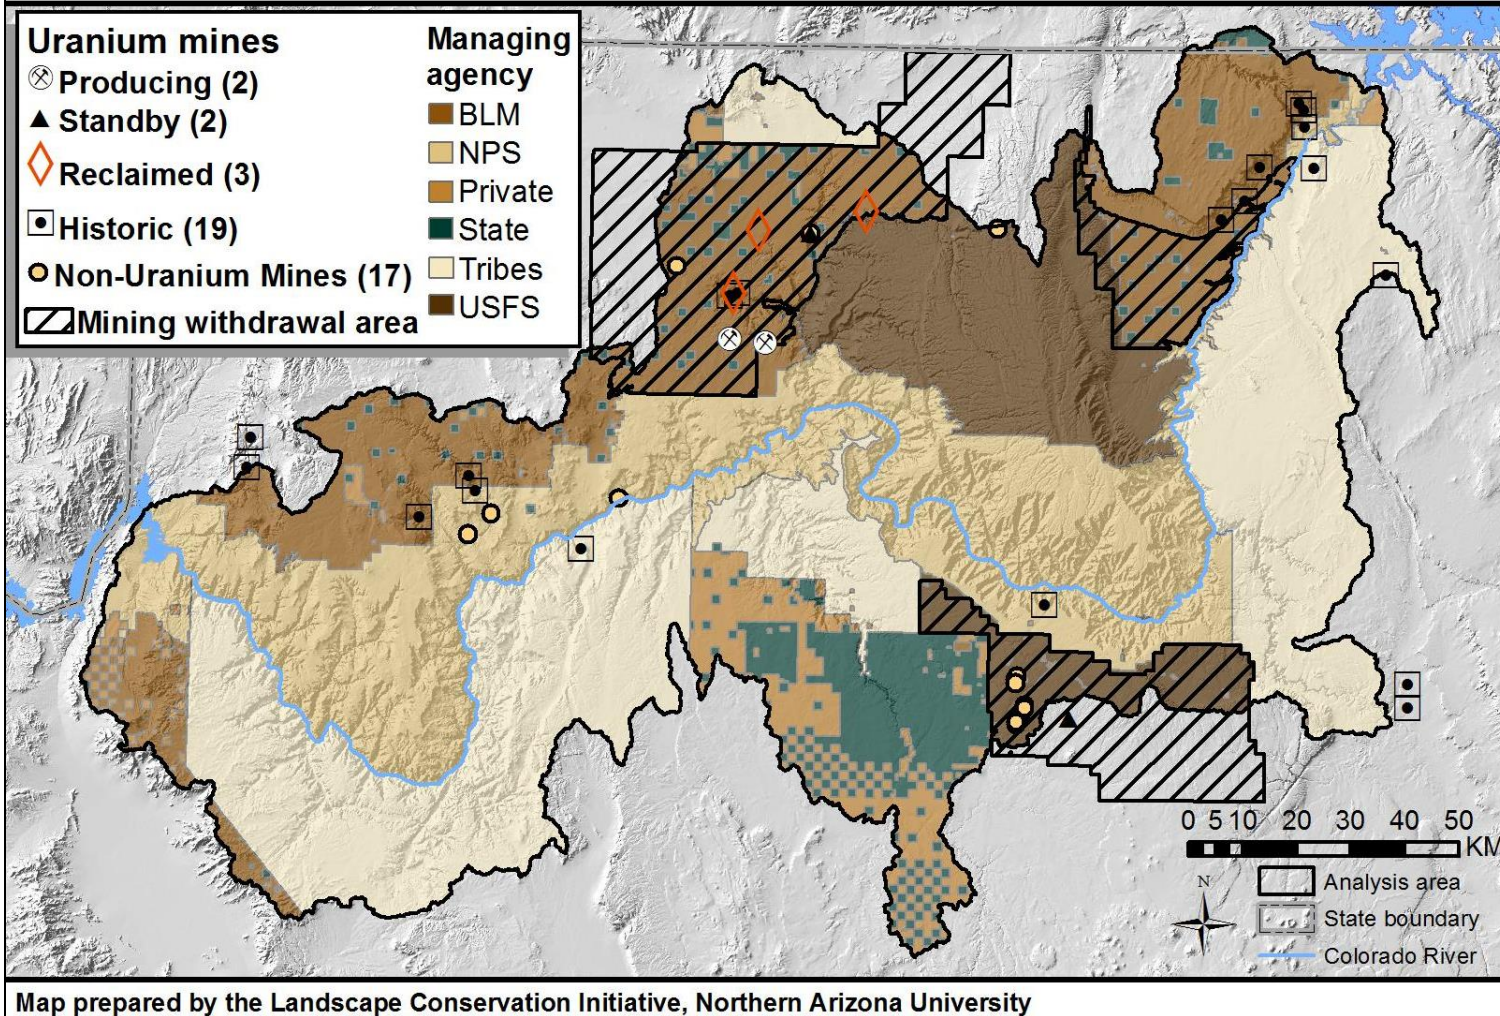 Uranium mines
Producing (2)
Standby (2)
Reclaimed (3)
Historic (19)
Non-Uranium Mines (17)
Mining withdrawal area
Managing
agency
BLM
NPS
Private
State
Tribes
USFS
0 5 10 20 30 40 50
KM
N
Analysis area
State boundary
Colorado River
Map prepared by the Landscape Conservation Initiative, Northern Arizona University